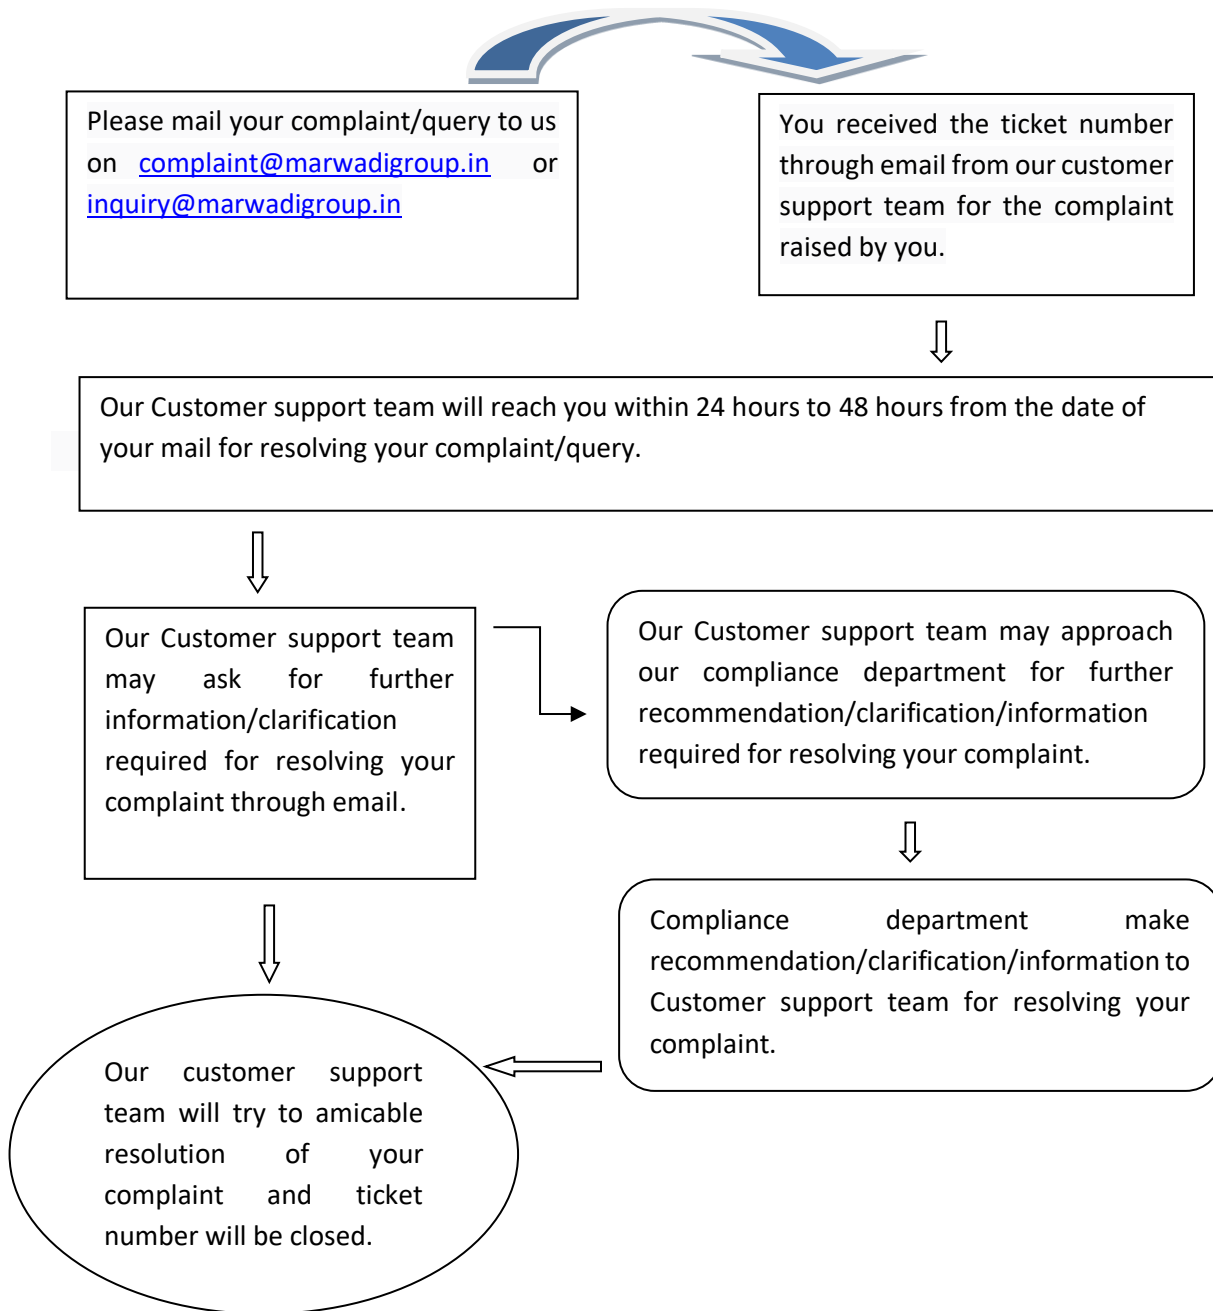 Please mail your complaint/query to us
on complaint@marwadigroup.in or
inquiry@marwadigroup.in
You received the ticket number
through email from our customer
support team for the complaint
raised by you.
Our Customer support team will reach you within 24 hours to 48 hours from the date of
your mail for resolving your complaint/query.
Our Customer support team
may ask for further
information/clarification
required for resolving your
complaint through email.
Our Customer support team may approach
our compliance department for further
recommendation/clarification/information
required for resolving your complaint.
Compliance department make
recommendation/clarification/information to
Customer support team for resolving your
complaint.
Our customer support
team will try to amicable
resolution of your
complaint and ticket
number will be closed.